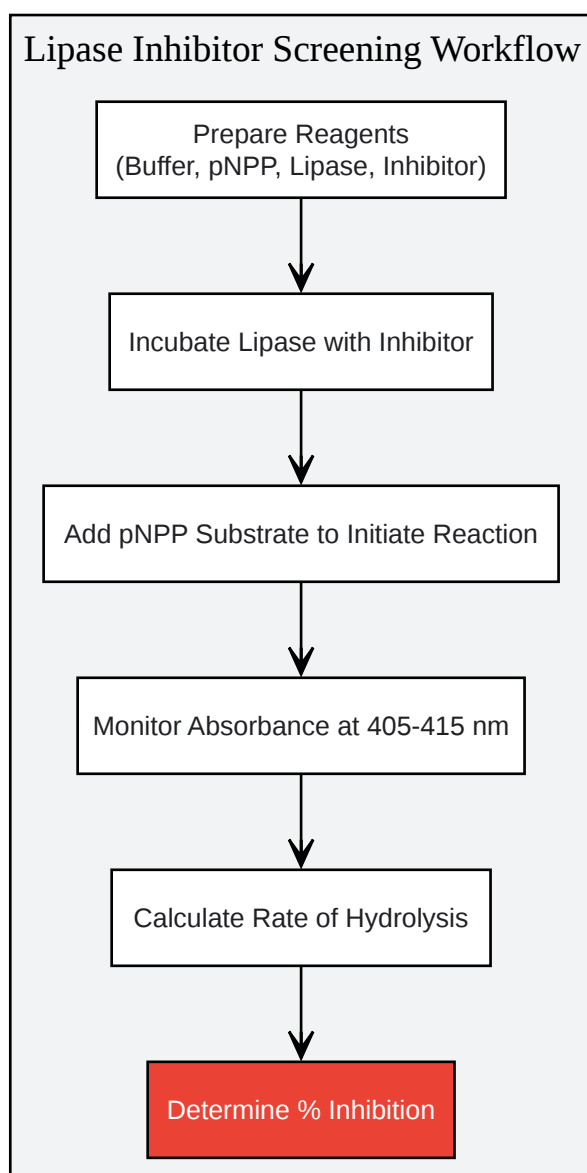 Lipase Inhibitor Screening Workflow
Prepare Reagents
(Buffer, pNPP, Lipase, Inhibitor)
Incubate Lipase with Inhibitor
Add pNPP Substrate to Initiate Reaction
Monitor Absorbance at 405-415 nm
Calculate Rate of Hydrolysis
Determine % Inhibition